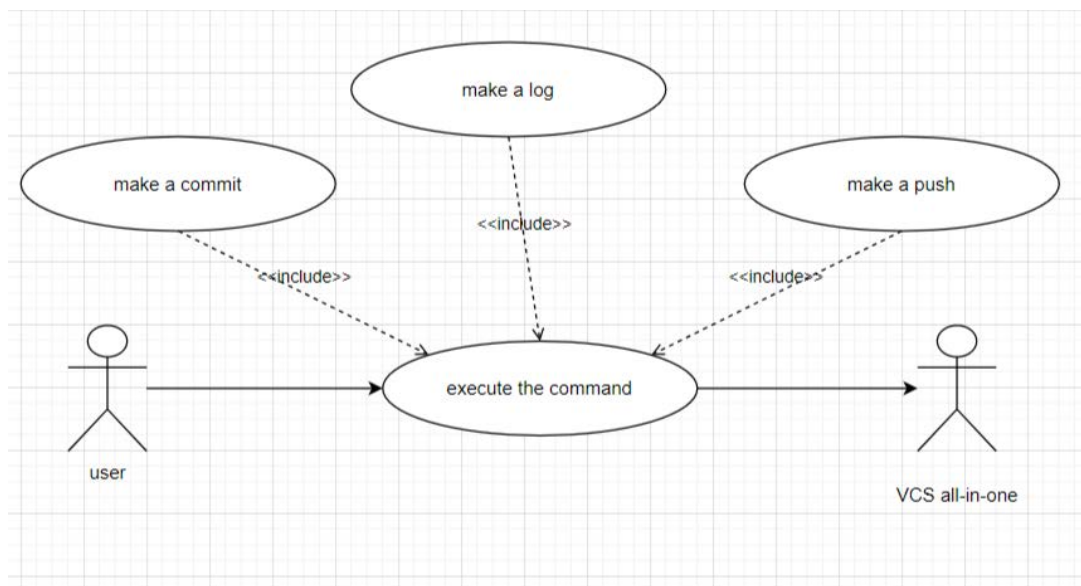 make a log
make a commit
make a push
<<include>>
<<include>>
<<include>>
execute the command
user
VCS all-in-one